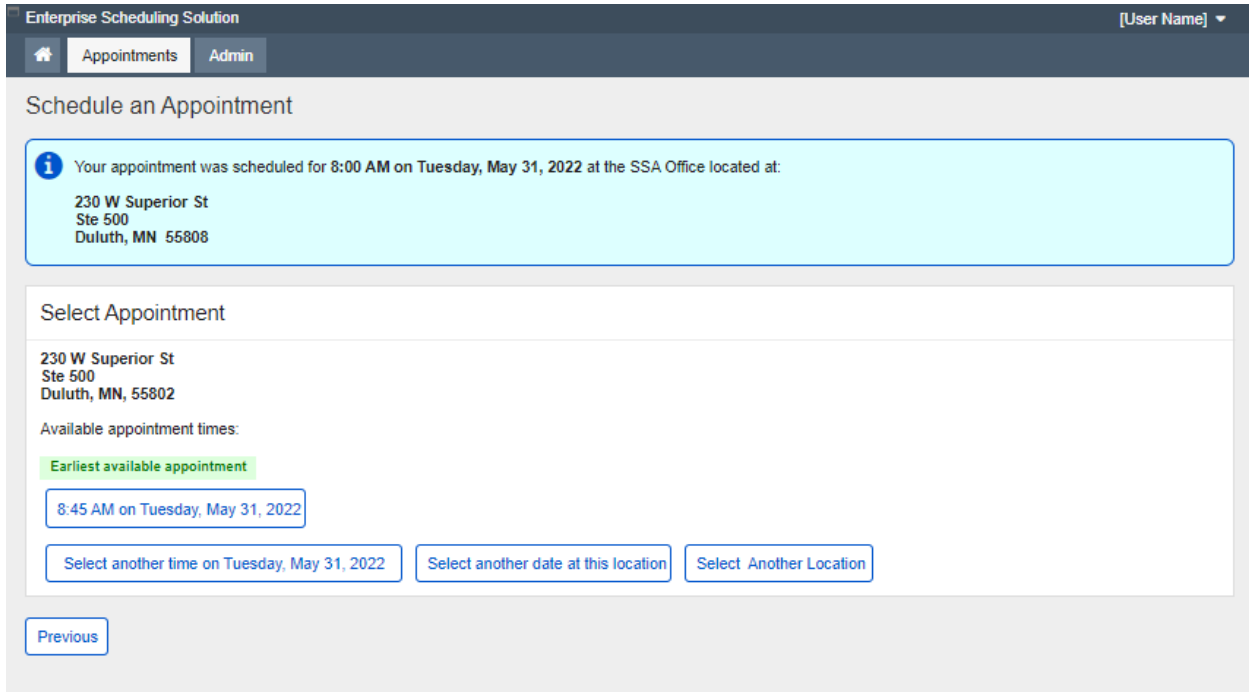 Enterprise Scheduling Solution [User Name]
Appointments Admin
Schedule an Appointment
Your appointment was scheduled for 8:00 AM on Tuesday, May 31, 2022 at the SSA Office located at:
230 W Superior St
Ste 500
Duluth, MN  55808
Select Appointment
230 W Superior St
Ste 500
Duluth, MN, 55802
Available appointment times:
Earliest available appointment
8:45 AM on Tuesday, May 31, 2022
Select another time on Tuesday, May 31, 2022 Select another date at this location Select  Another Location
Previous